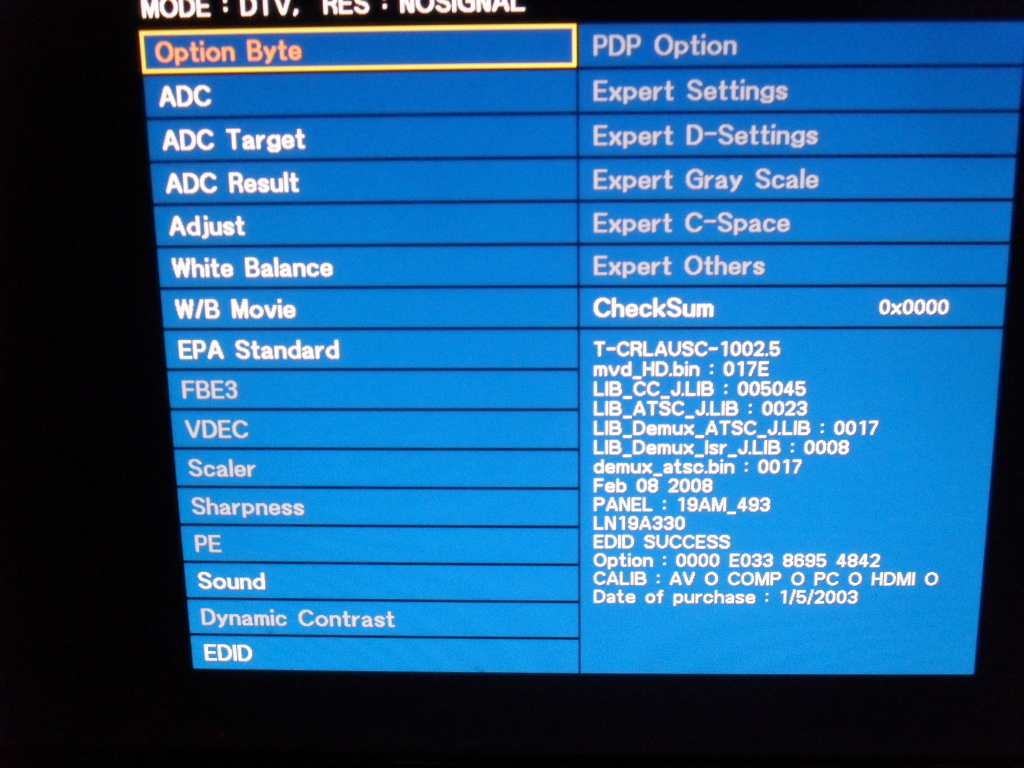 MODE : DTV, RES : NOSIGNAL
Option Byte
ADC
ADC Target
ADC Result
Adjust
White Balance
W/B Movie
EPA Standard
FBE3
VDEC
Scaler
Sharpness
PE
Sound
Dynamic Contrast
EDID
PDP Option
Expert Settings
Expert D-Settings
Expert Gray Scale
Expert C-Space
Expert Others
CheckSum 0x0000
T-CRLAUSC-1002.5
mvd_HD.bin : 017E
LIB_CC_J.LIB : 005045
LIB_ATSC_J.LIB : 0023
LIB_Demux_ATSC_J.LIB : 0017
LIB_Demux_Isr_J.LIB : 0008
demux_atsc.bin : 0017
Feb 08 2008
PANEL : 19AM_493
LN19A330
EDID SUCCESS
Option : 0000 E033 8695 4842
CALIB : AV O COMP O PC O HDMI O
Date of purchase : 1/5/2003